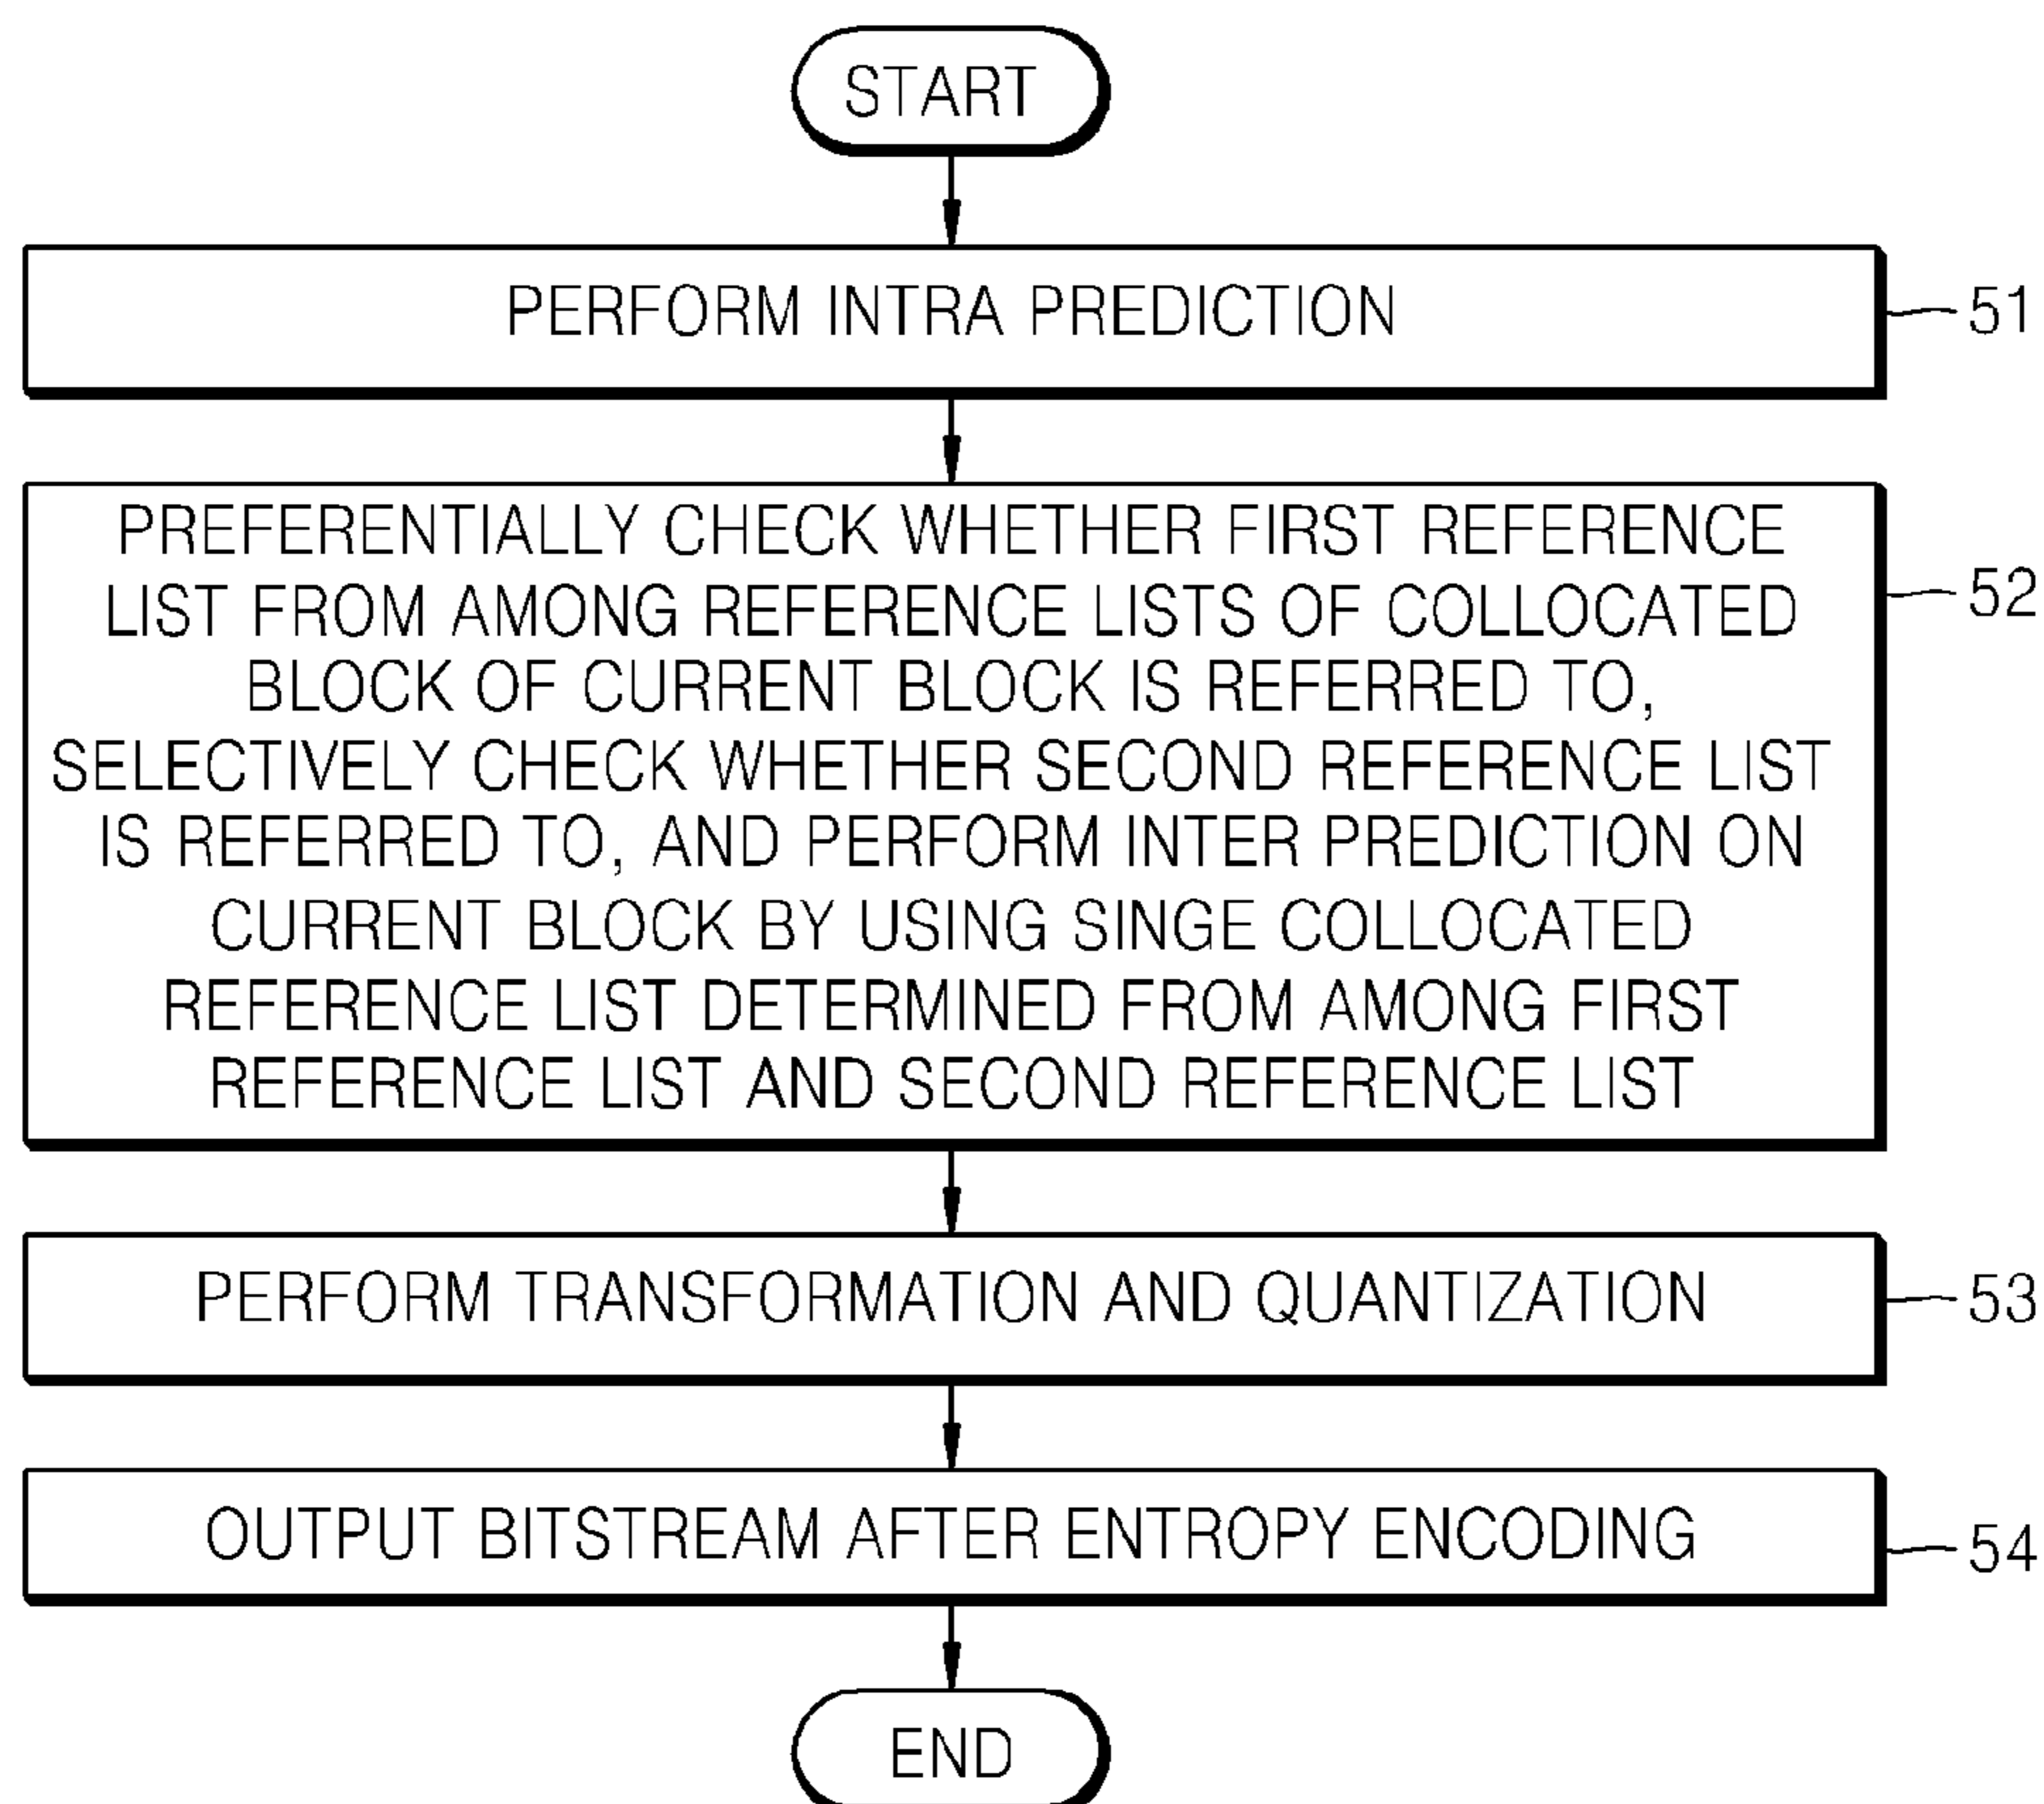 START
PERFORM INTRA PREDICTION
51
PREFERENTIALLY CHECK WHETHER FIRST REFERENCE
LIST FROM AMONG REFERENCE LISTS OF COLLOCATED
BLOCK OF CURRENT BLOCK IS REFERRED TO,
SELECTIVELY CHECK WHETHER SECOND REFERENCE LIST
IS REFERRED TO, AND PERFORM INTER PREDICTION ON
CURRENT BLOCK BY USING SINGE COLLOCATED
REFERENCE LIST DETERMINED FROM AMONG FIRST
REFERENCE LIST AND SECOND REFERENCE LIST
52
PERFORM TRANSFORMATION AND QUANTIZATION
53
OUTPUT BITSTREAM AFTER ENTROPY ENCODING
54
END